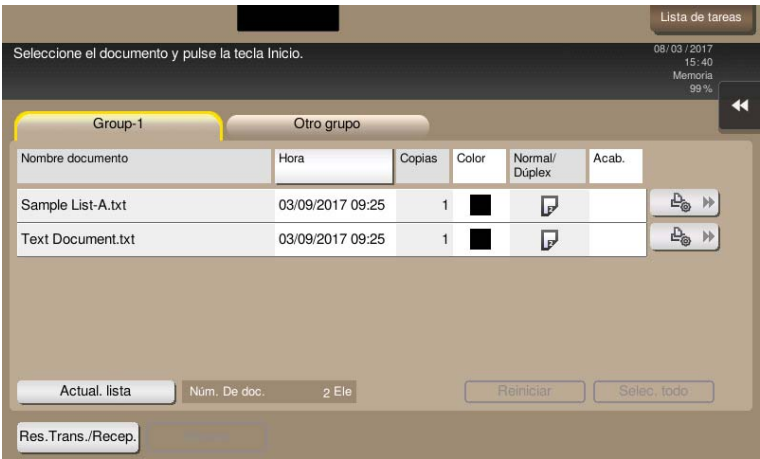 Lista de tareas
Seleccione el documento y pulse la tecla Inicio.
08/03/2017
15:40
Memoria
99%
Group-1
Otro grupo
Nombre documento Hora Copias Color Normal/ Acab.
Dúplex
Sample List-A.txt 03/09/2017 09:25 1
Text Document.txt 03/09/2017 09:25 1
Actual. lista Núm. De doc. 2 Ele Reiniciar Selec. todo
Res.Trans./Recep.